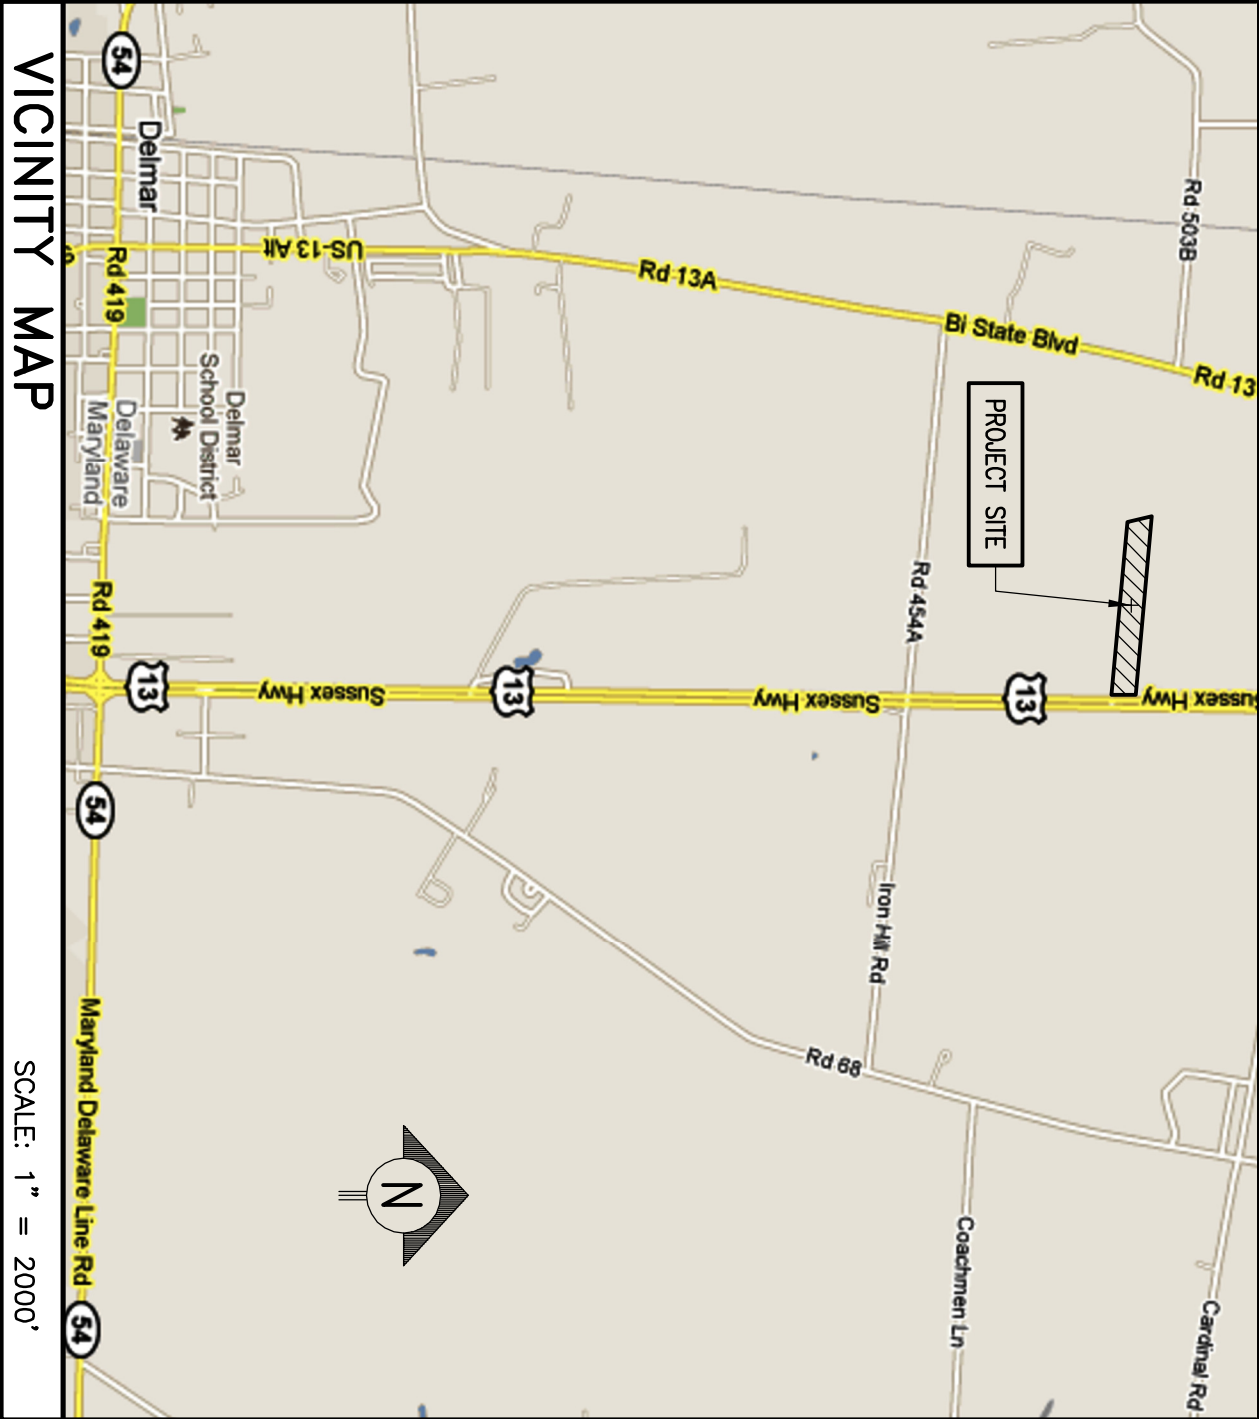 Rd 503B
Rd 13
Sussex Hwy
Cardinal Rd
Bi State Blvd
PROJECT SITE
13
Coachmen Ln
Rd 454A
Iron Hill Rd
Rd 68
Sussex Hwy
Rd 13A
13
N
US-13 Alt
Sussex Hwy
Delmar
School District
Delmar
13
54
Rd 419
Delaware
Maryland
Rd 419
54
Maryland Delaware Line Rd
54
VICINITY MAP
SCALE: 1" = 2000'